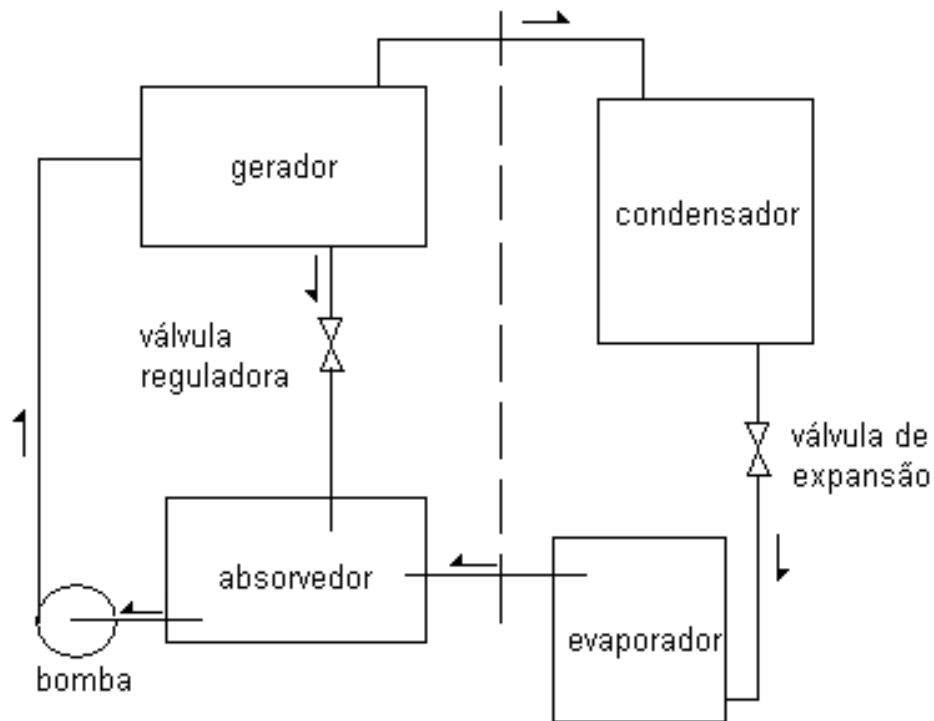 gerador
condensador
válvula
reguladora
válvula de
expansão
absorvedor
evaporador
bomba